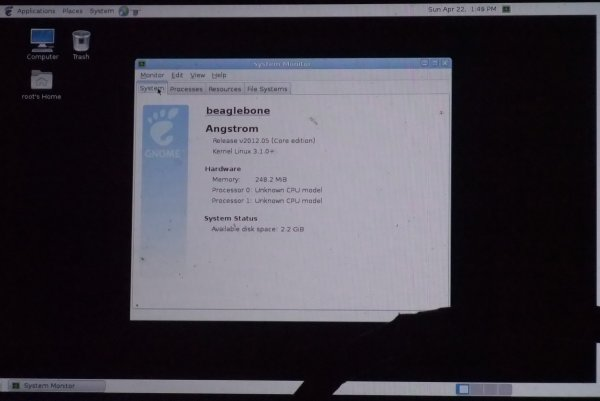 Applications Places System
Sun Apr 22, 1:49 PM
Computer
Trash
root's Home
System Monitor
Monitor Edit View Help
System Processes Resources File Systems
GNOME
beaglebone
Angstrom
Release v2012.05 (Core edition)
Kernel Linux 3.1.0+
Hardware
Memory: 248.2 MiB
Processor 0: Unknown CPU model
Processor 1: Unknown CPU model
System Status
Available disk space: 2.2 GiB
System Monitor